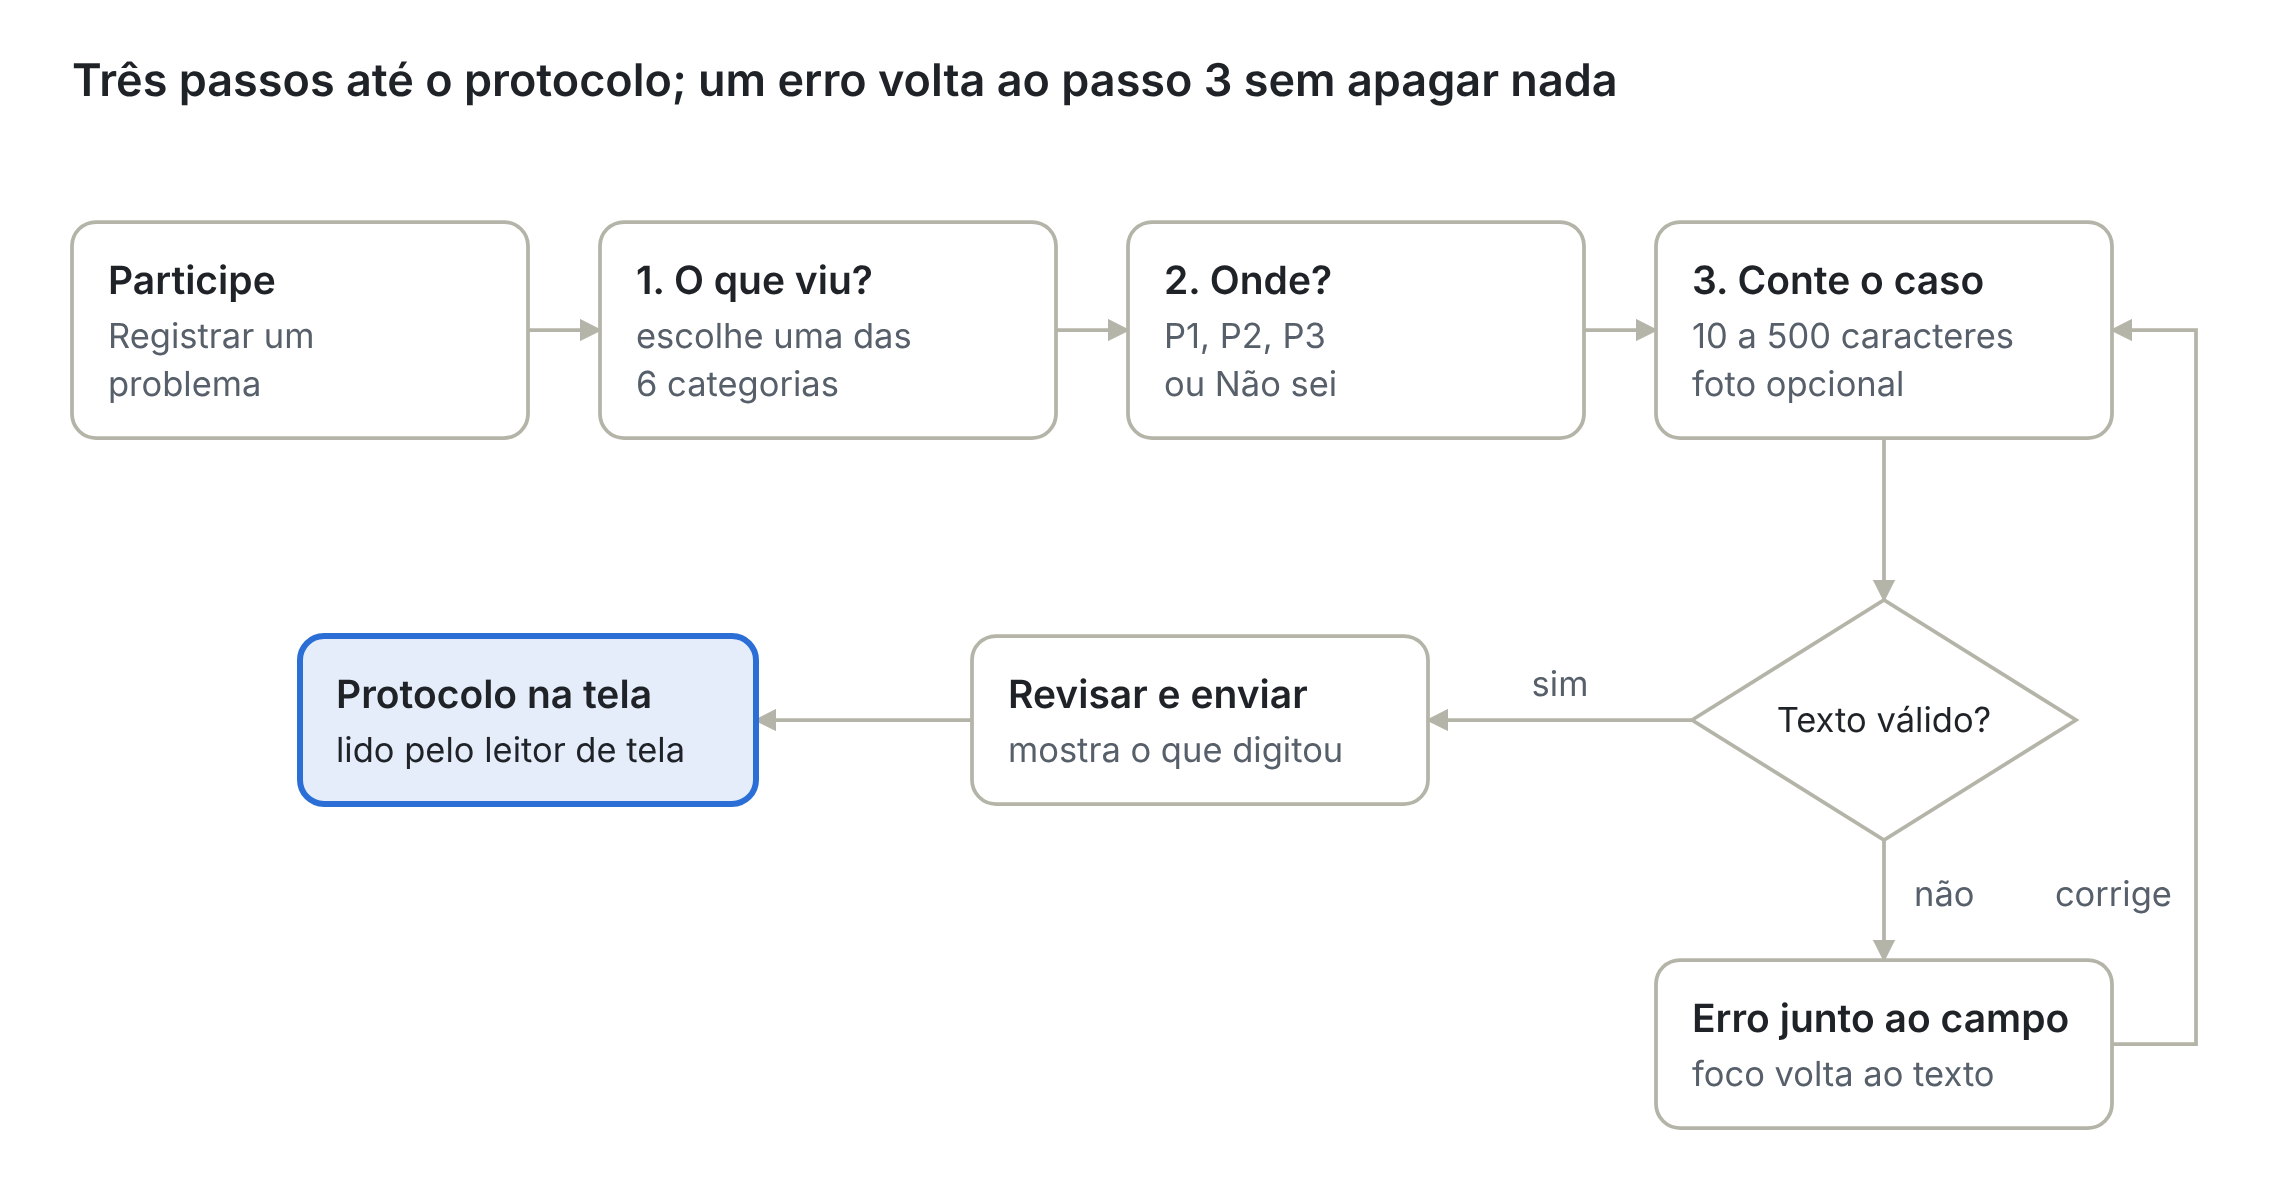 Três passos até o protocolo; um erro volta ao passo 3 sem apagar nada
Participe
Registrar um
problema
1. O que viu?
escolhe uma das
6 categorias
2. Onde?
P1, P2, P3
ou Não sei
3. Conte o caso
10 a 500 caracteres
foto opcional
Texto válido?
sim
Revisar e enviar
mostra o que digitou
Protocolo na tela
lido pelo leitor de tela
não
corrige
Erro junto ao campo
foco volta ao texto